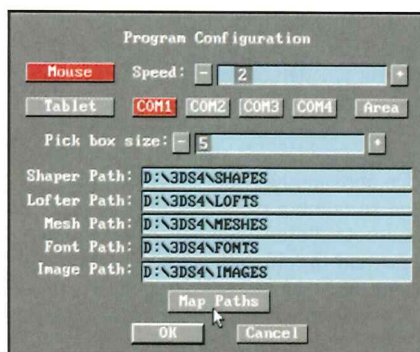 Program Configuration
Mouse Speed: - 2 +
Tablet COM1 COM2 COM3 COM4 Area
Pick box size: - 5 +
Shaper Path: D:\3DS4\SHAPES
Lofter Path: D:\3DS4\LOFTS
Mesh Path: D:\3DS4\MESHES
Font Path: D:\3DS4\FONTS
Image Path: D:\3DS4\IMAGES
Map Paths
OK Cancel